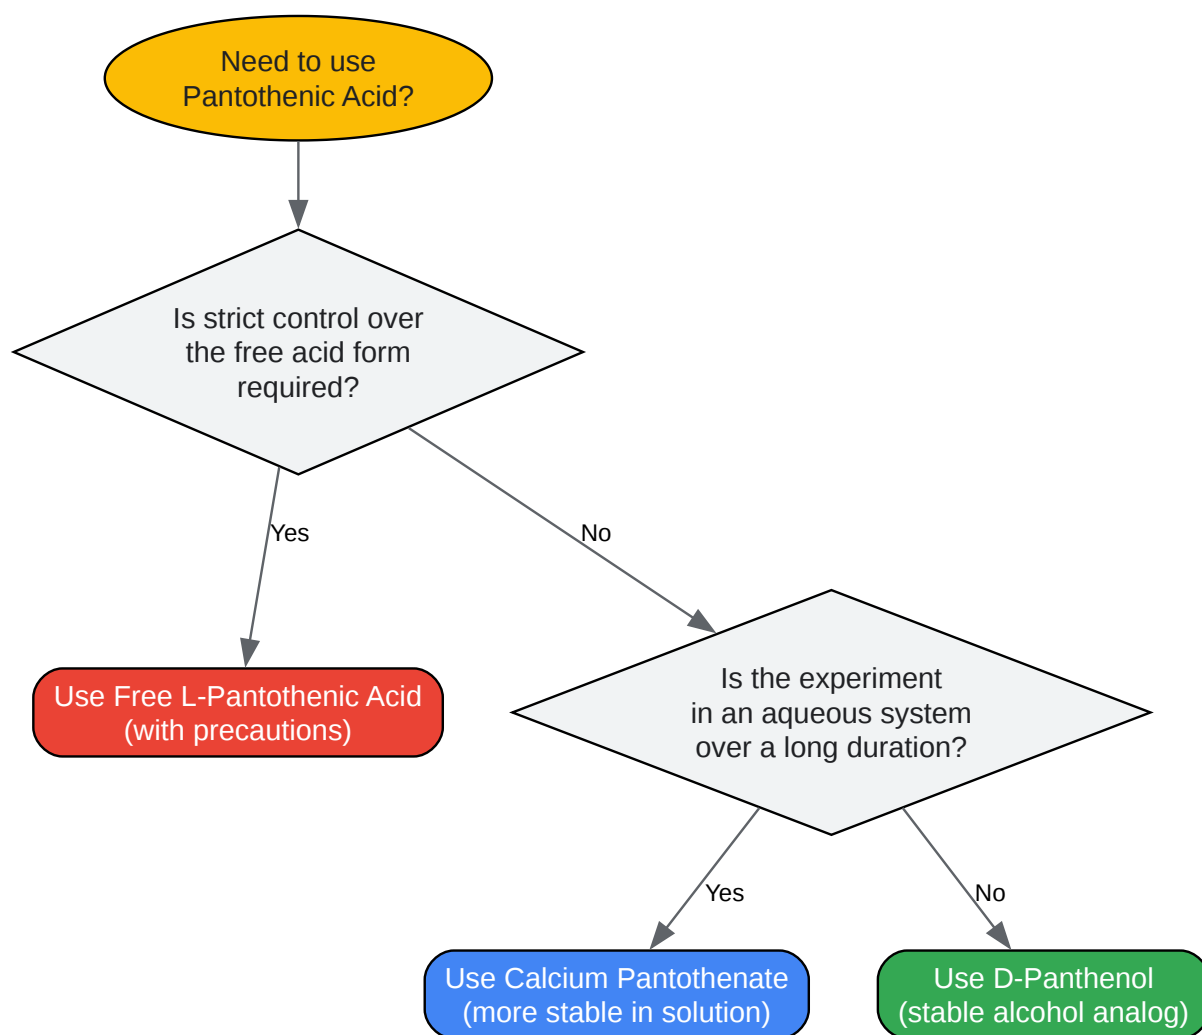 Need to use
Pantothenic Acid?
Is strict control over
the free acid form
required?
Yes
No
Use Free L-Pantothenic Acid
(with precautions)
Is the experiment
in an aqueous system
over a long duration?
Yes
No
Use Calcium Pantothenate
(more stable in solution)
Use D-Panthenol
(stable alcohol analog)